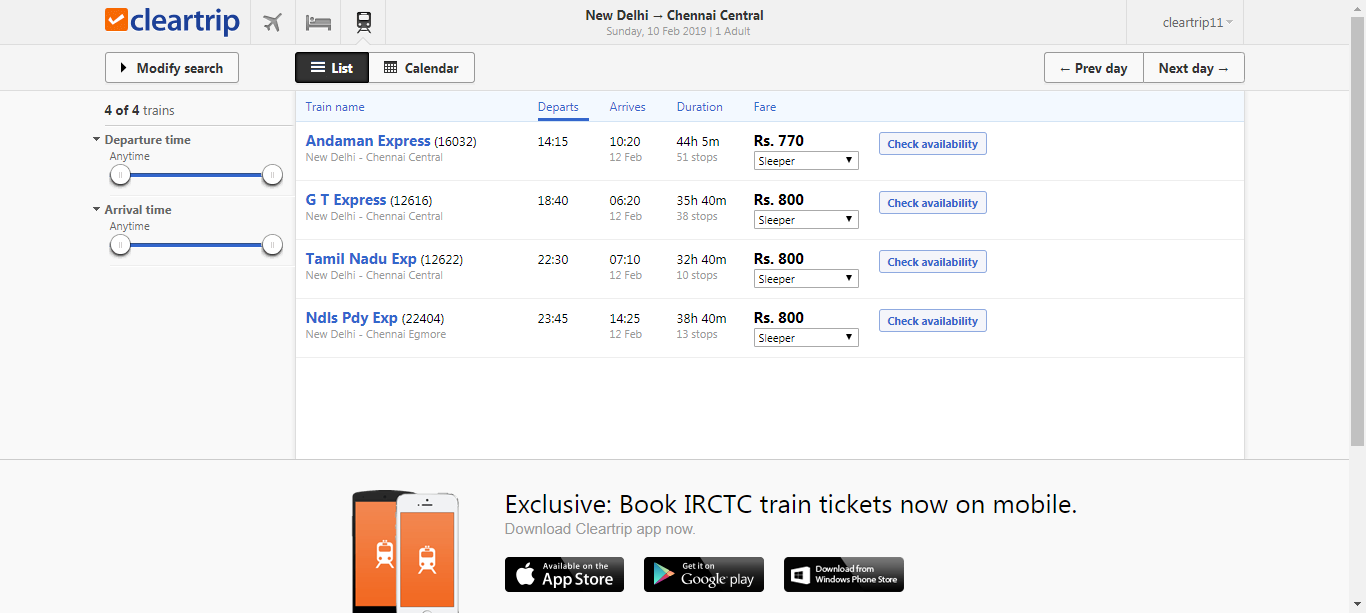 cleartrip
New Delhi → Chennai Central
Sunday, 10 Feb 2019 | 1 Adult
cleartrip11
Modify search
List
Calendar
← Prev day
Next day →
4 of 4 trains
Departure time
Anytime
Arrival time
Anytime
Train name Departs Arrives Duration Fare
Andaman Express (16032) 14:15 10:20 44h 5m Rs. 770 Check availability
New Delhi - Chennai Central 12 Feb 51 stops Sleeper
G T Express (12616) 18:40 06:20 35h 40m Rs. 800 Check availability
New Delhi - Chennai Central 12 Feb 38 stops Sleeper
Tamil Nadu Exp (12622) 22:30 07:10 32h 40m Rs. 800 Check availability
New Delhi - Chennai Central 12 Feb 10 stops Sleeper
Ndls Pdy Exp (22404) 23:45 14:25 38h 40m Rs. 800 Check availability
New Delhi - Chennai Egmore 12 Feb 13 stops Sleeper
Exclusive: Book IRCTC train tickets now on mobile.
Download Cleartrip app now.
Available on the
App Store
Get it on
Google play
Download from
Windows Phone Store